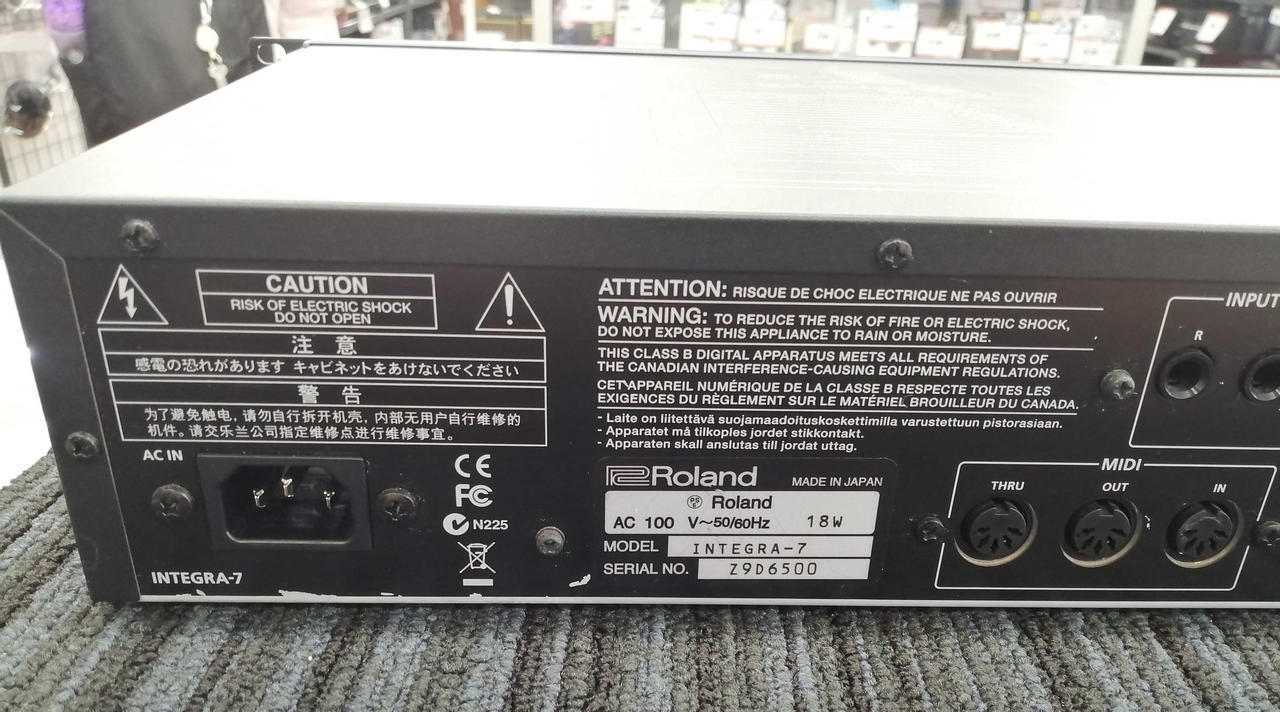 CAUTION
RISK OF ELECTRIC SHOCK
DO NOT OPEN
注 意
感電の恐れがあります キャビネットをあけないでください
警 告
为了避免触电，请勿自行拆开机壳，内部无用户自行维修的
机件。请交乐兰公司指定维修点进行维修事宜。
AC IN
CE
FC
N225
INTEGRA-7
ATTENTION: RISQUE DE CHOC ELECTRIQUE NE PAS OUVRIR
WARNING: TO REDUCE THE RISK OF FIRE OR ELECTRIC SHOCK,
DO NOT EXPOSE THIS APPLIANCE TO RAIN OR MOISTURE.
THIS CLASS B DIGITAL APPARATUS MEETS ALL REQUIREMENTS OF
THE CANADIAN INTERFERENCE-CAUSING EQUIPMENT REGULATIONS.
CET APPAREIL NUMÉRIQUE DE LA CLASSE B RESPECTE TOUTES LES
EXIGENCES DU RÈGLEMENT SUR LE MATÉRIEL BROUILLEUR DU CANADA.
- Laite on liitettävä suojamaadoituskoskettimilla varustettuun pistorasiaan.
- Apparatet må tilkoples jordet stikkontakt.
- Apparaten skall anslutas till jordat uttag.
Roland MADE IN JAPAN
PS Roland
AC 100 V~50/60Hz 18W
MODEL INTEGRA-7
SERIAL NO. Z9D6500
INPUT
R
MIDI
THRU OUT IN